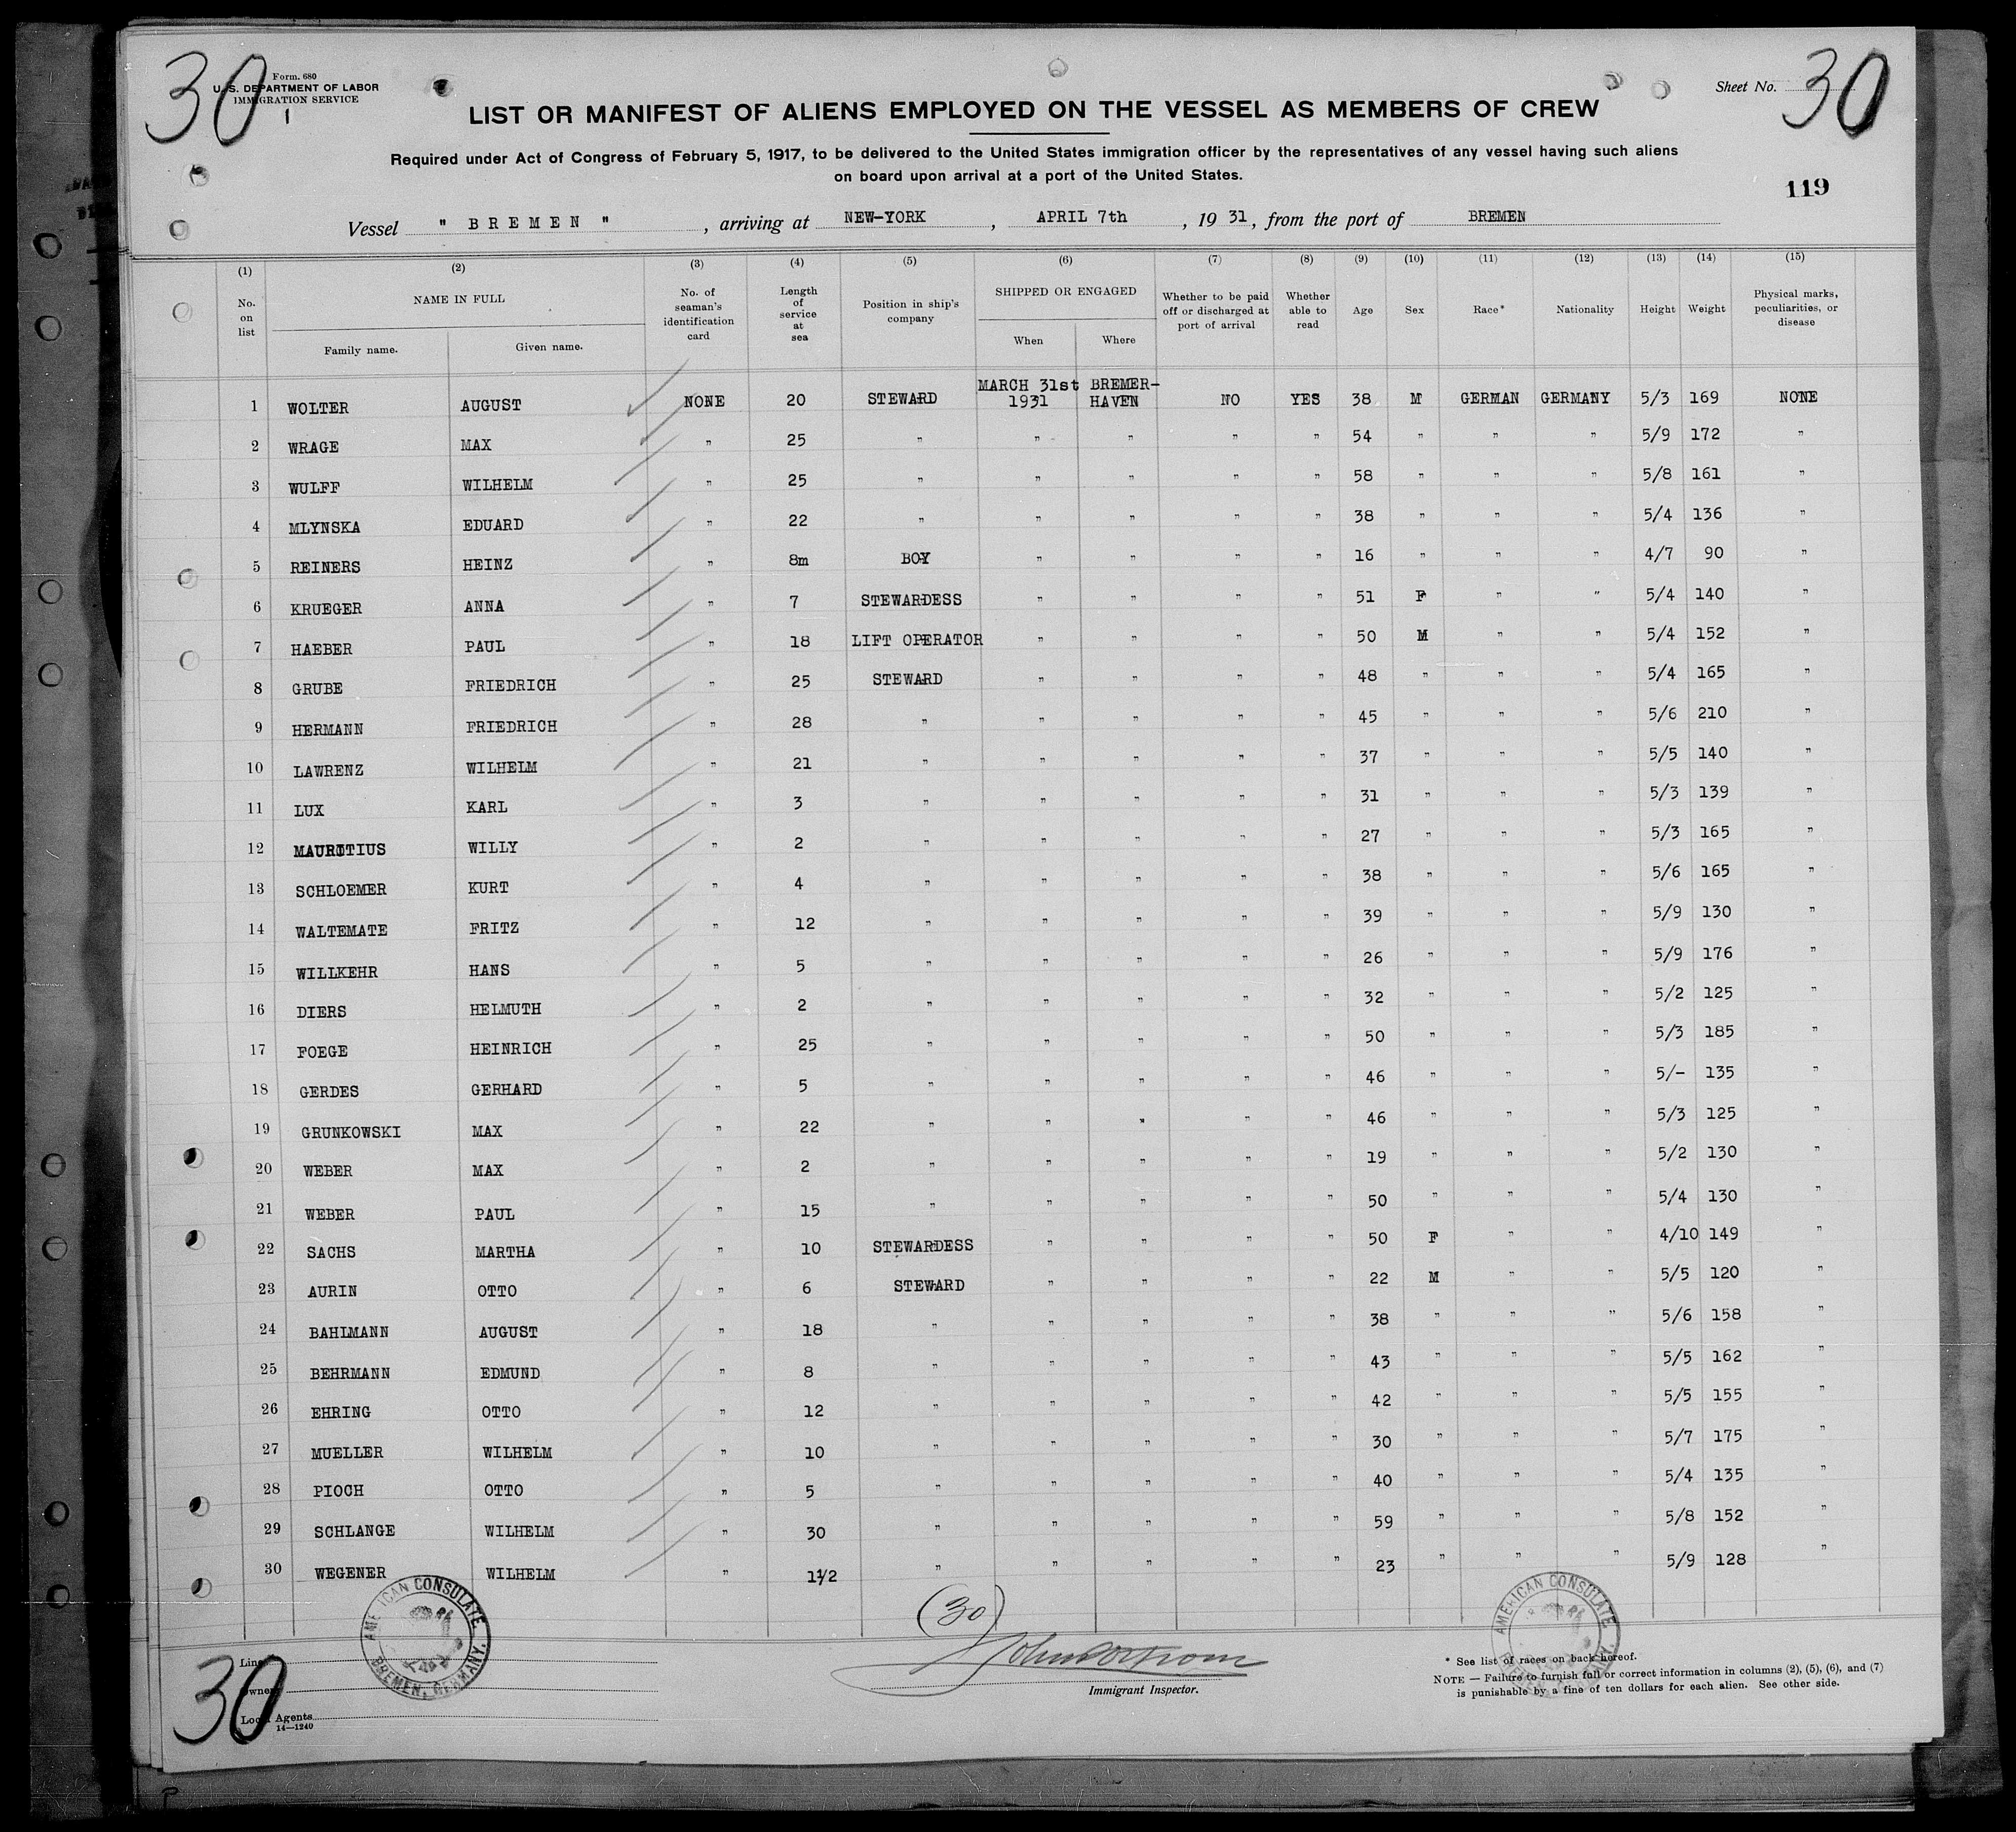 30
Form. 680
U. S. DEPARTMENT OF LABOR
IMMIGRATION SERVICE
Sheet No. 30
LIST OR MANIFEST OF ALIENS EMPLOYED ON THE VESSEL AS MEMBERS OF CREW
Required under Act of Congress of February 5, 1917, to be delivered to the United States immigration officer by the representatives of any vessel having such aliens
on board upon arrival at a port of the United States.
119
Vessel " B R E M E N " , arriving at NEW-YORK , APRIL 7th , 19 31, from the port of BREMEN
(1) (2) (3) (4) (5) (6) (7) (8) (9) (10) (11) (12) (13) (14) (15)
No. on list NAME IN FULL No. of seaman's identification card Length of service at sea Position in ship's company SHIPPED OR ENGAGED Whether to be paid off or discharged at port of arrival Whether able to read Age Sex Race* Nationality Height Weight Physical marks, peculiarities, or disease
Family name. Given name. When Where
1 WOLTER AUGUST NONE 20 STEWARD MARCH 31st 1931 BREMER-HAVEN NO YES 38 M GERMAN GERMANY 5/3 169 NONE
2 WRAGE MAX " 25 " " " " " 54 " " " 5/9 172 "
3 WULFF WILHELM " 25 " " " " " 58 " " " 5/8 161 "
4 MLYNSKA EDUARD " 22 " " " " " 38 " " " 5/4 136 "
5 REINERS HEINZ " 8m BOY " " " " 16 " " " 4/7 90 "
6 KRUEGER ANNA " 7 STEWARDESS " " " " 51 F " " 5/4 140 "
7 HAEBER PAUL " 18 LIFT OPERATOR " " " " 50 M " " 5/4 152 "
8 GRUBE FRIEDRICH " 25 STEWARD " " " " 48 " " " 5/4 165 "
9 HERMANN FRIEDRICH " 28 " " " " " 45 " " " 5/6 210 "
10 LAWRENZ WILHELM " 21 " " " " " 37 " " " 5/5 140 "
11 LUX KARL " 3 " " " " " 31 " " " 5/3 139 "
12 MAURITIUS WILLY " 2 " " " " " 27 " " " 5/3 165 "
13 SCHLOEMER KURT " 4 " " " " " 38 " " " 5/6 165 "
14 WALTEMATE FRITZ " 12 " " " " " 39 " " " 5/9 130 "
15 WILLKEHR HANS " 5 " " " " " 26 " " " 5/9 176 "
16 DIERS HELMUTH " 2 " " " " " 32 " " " 5/2 125 "
17 FOEGE HEINRICH " 25 " " " " " 50 " " " 5/3 185 "
18 GERDES GERHARD " 5 " " " " " 46 " " " 5/- 135 "
19 GRUNKOWSKI MAX " 22 " " " " " 46 " " " 5/3 125 "
20 WEBER MAX " 2 " " " " " 19 " " " 5/2 130 "
21 WEBER PAUL " 15 " " " " " 50 " " " 5/4 130 "
22 SACHS MARTHA " 10 STEWARDESS " " " " 50 F " " 4/10 149 "
23 AURIN OTTO " 6 STEWARD " " " " 22 M " " 5/5 120 "
24 BAHLMANN AUGUST " 18 " " " " " 38 " " " 5/6 158 "
25 BEHRMANN EDMUND " 8 " " " " " 43 " " " 5/5 162 "
26 EHRING OTTO " 12 " " " " " 42 " " " 5/5 155 "
27 MUELLER WILHELM " 10 " " " " " 30 " " " 5/7 175 "
28 PIOCH OTTO " 5 " " " " " 40 " " " 5/4 135 "
29 SCHLANGE WILHELM " 30 " " " " " 59 " " " 5/8 152 "
30 WEGENER WILHELM " 1½ " " " " " 23 " " " 5/9 128 "
(30)
AMERICAN CONSULATE
BREMEN, GERMANY.
AMERICAN CONSULATE
Line
Owners
Local Agents
14—1240
30
Immigrant Inspector.
* See list of races on back hereof.
NOTE — Failure to furnish full or correct information in columns (2), (5), (6), and (7)
is punishable by a fine of ten dollars for each alien. See other side.